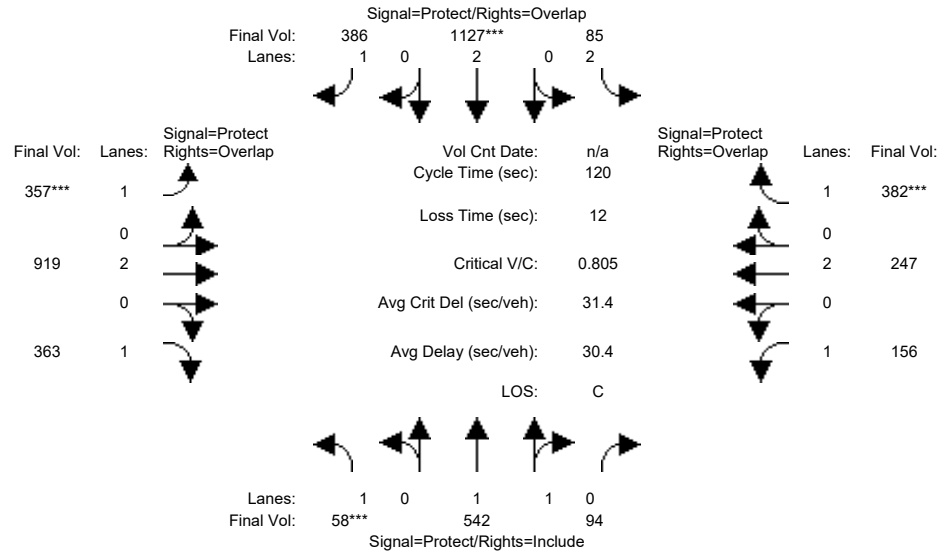 Signal=Protect/Rights=Overlap
Final Vol: 386 1127*** 85
Lanes: 1 0 2 0 2
Signal=Protect
Final Vol: Lanes: Rights=Overlap
Vol Cnt Date: n/a
Signal=Protect
Rights=Overlap Lanes: Final Vol:
Cycle Time (sec): 120
357*** 1
1 382***
Loss Time (sec): 12
0
0
919 2
Critical V/C: 0.805
2 247
0
Avg Crit Del (sec/veh): 31.4
0
363 1
Avg Delay (sec/veh): 30.4
1 156
LOS: C
Lanes: 1 0 1 1 0
Final Vol: 58*** 542 94
Signal=Protect/Rights=Include